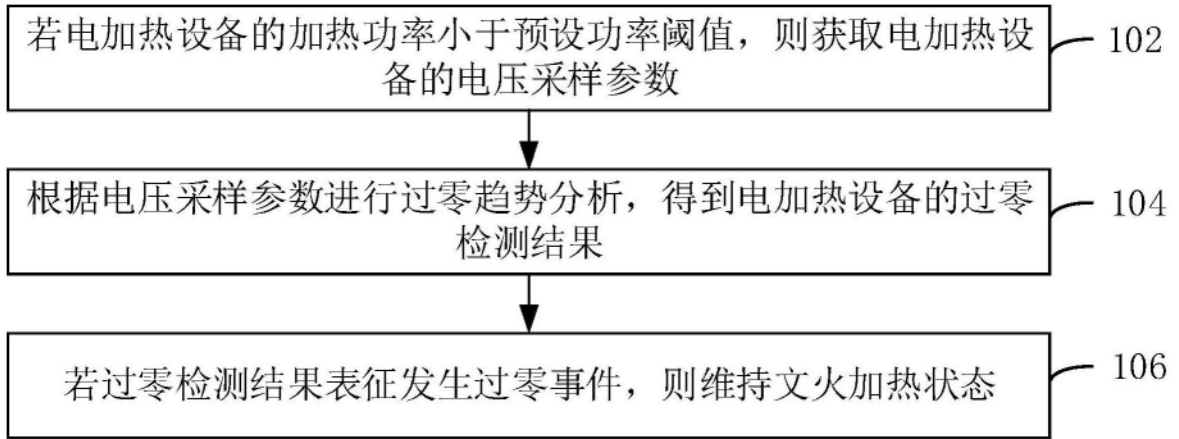 若电加热设备的加热功率小于预设功率阈值，则获取电加热设
备的电压采样参数
102
根据电压采样参数进行过零趋势分析，得到电加热设备的过零
检测结果
104
若过零检测结果表征发生过零事件，则维持文火加热状态
106